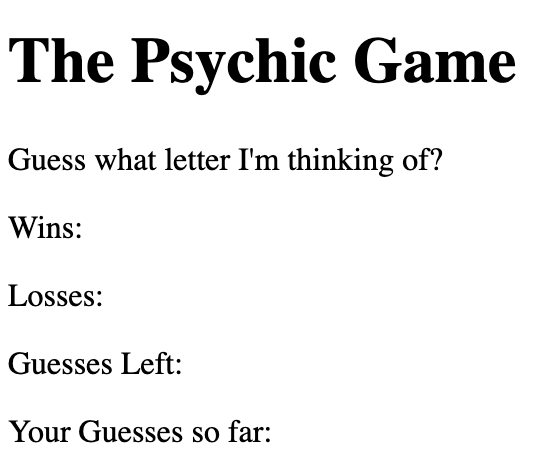 The Psychic Game
Guess what letter I'm thinking of?
Wins:
Losses:
Guesses Left:
Your Guesses so far: